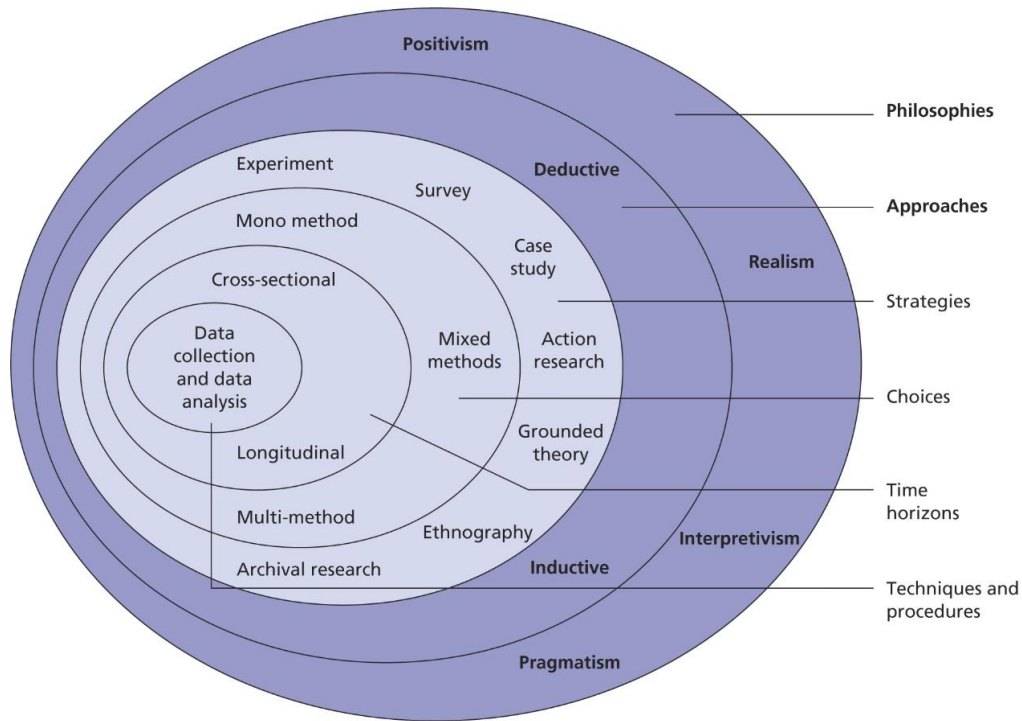 Positivism
Philosophies
Experiment
Survey
Deductive
Approaches
Mono method
Case
study
Realism
Cross-sectional
Strategies
Data
collection
and data
analysis
Mixed
methods
Action
research
Choices
Longitudinal
Grounded
theory
Time
horizons
Multi-method
Ethnography
Interpretivism
Archival research
Inductive
Techniques and
procedures
Pragmatism